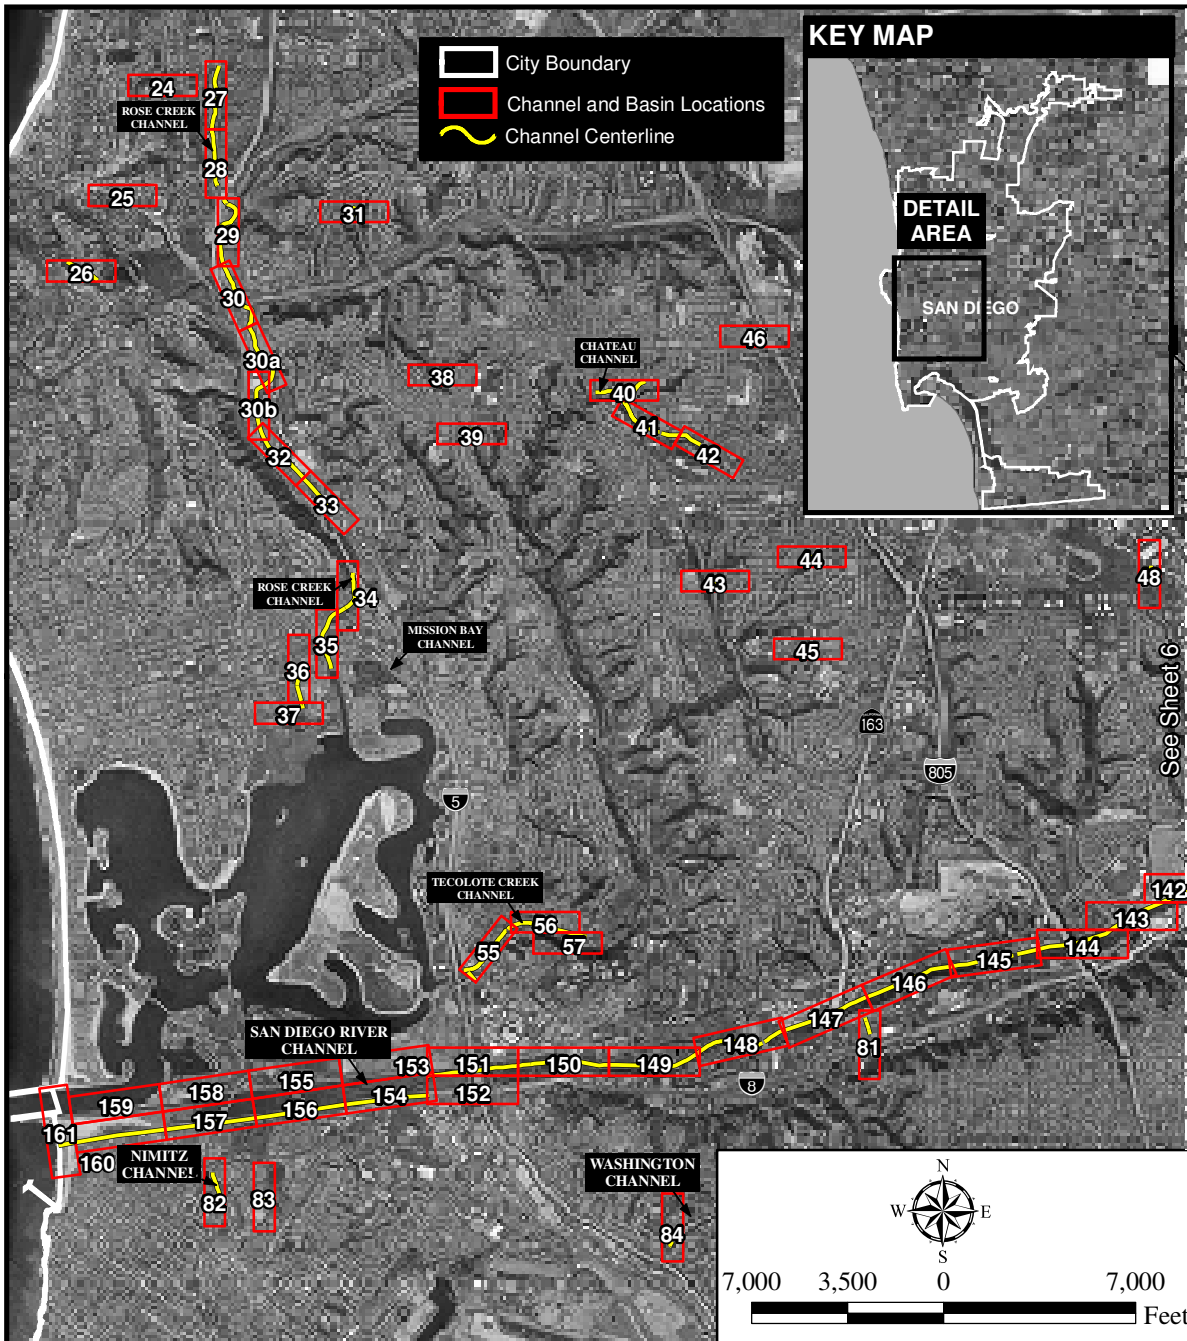 KEY MAP
City Boundary
Channel and Basin Locations
Channel Centerline
DETAIL
AREA
SAN DIEGO
24
27
ROSE CREEK
CHANNEL
28
25
31
29
26
30
46
CHATEAU
CHANNEL
30a
38
40
30b
41
39
42
32
33
44
43
48
ROSE CREEK
CHANNEL
34
MISSION BAY
CHANNEL
35
45
36
37
See Sheet 6
163
805
5
TECOLOTE CREEK
CHANNEL
142
56
143
57
55
144
145
146
147
SAN DIEGO RIVER
CHANNEL
148
81
153
151
150
149
8
155
158
152
154
159
156
157
161
160
NIMITZ
CHANNEL
WASHINGTON
CHANNEL
82
83
84
N
W
E
S
7,000 3,500 0 7,000
Feet